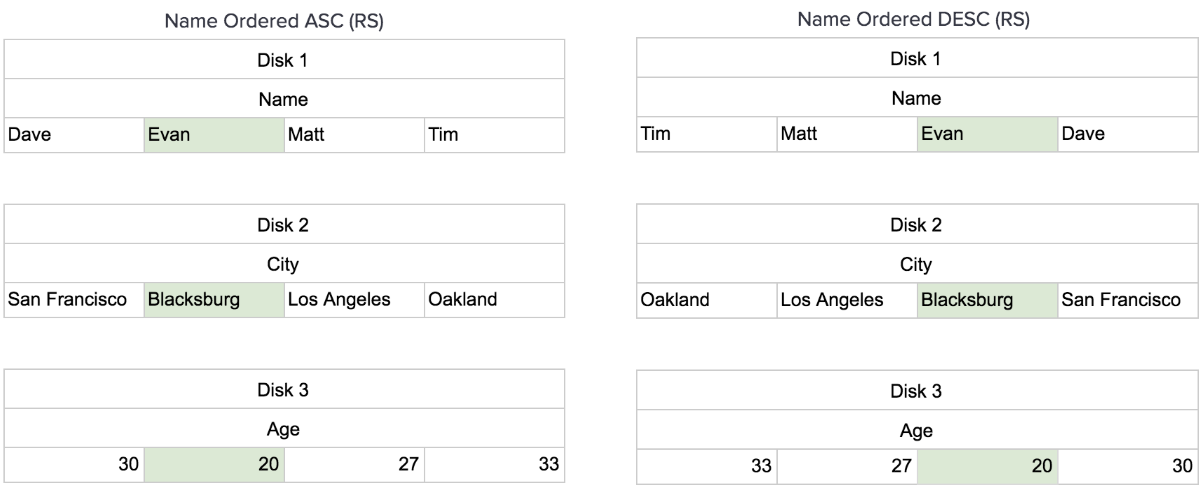 Name Ordered ASC (RS)
Disk 1
Name
Dave Evan Matt Tim
Disk 2
City
San Francisco Blacksburg Los Angeles Oakland
Disk 3
Age
30 20 27 33
Name Ordered DESC (RS)
Disk 1
Name
Tim Matt Evan Dave
Disk 2
City
Oakland Los Angeles Blacksburg San Francisco
Disk 3
Age
33 27 20 30